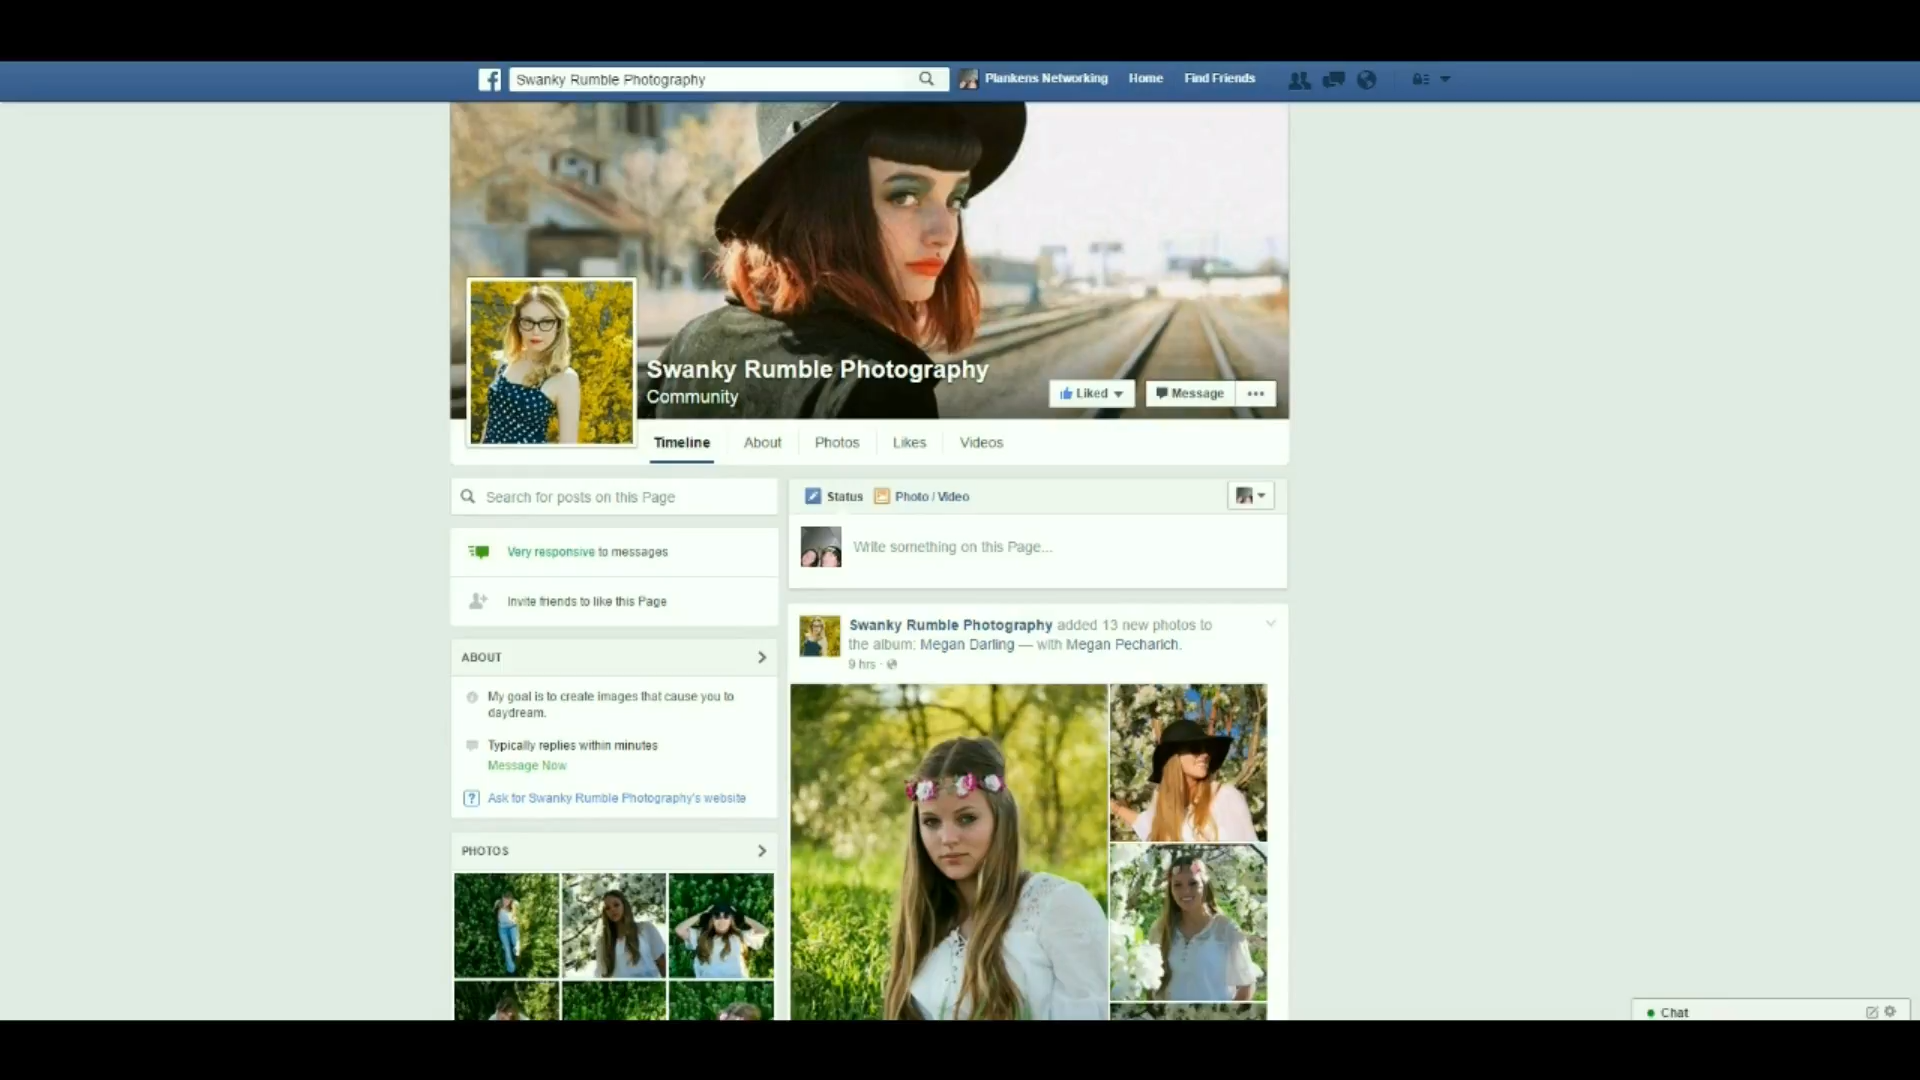 Swanky Rumble Photography
Plankens Networking
Home
Find Friends
Swanky Rumble Photography
Community
Liked
Message
Timeline
About
Photos
Likes
Videos
Search for posts on this Page
Status
Photo / Video
Very responsive to messages
Write something on this Page...
Invite friends to like this Page
Swanky Rumble Photography added 13 new photos to
the album: Megan Darling — with Megan Pecharich.
9 hrs ·
ABOUT
My goal is to create images that cause you to
daydream.
Typically replies within minutes
Message Now
? Ask for Swanky Rumble Photography's website
PHOTOS
Chat